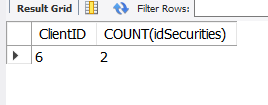 Result Grid Filter Rows:
ClientID COUNT(idSecurities)
6 2